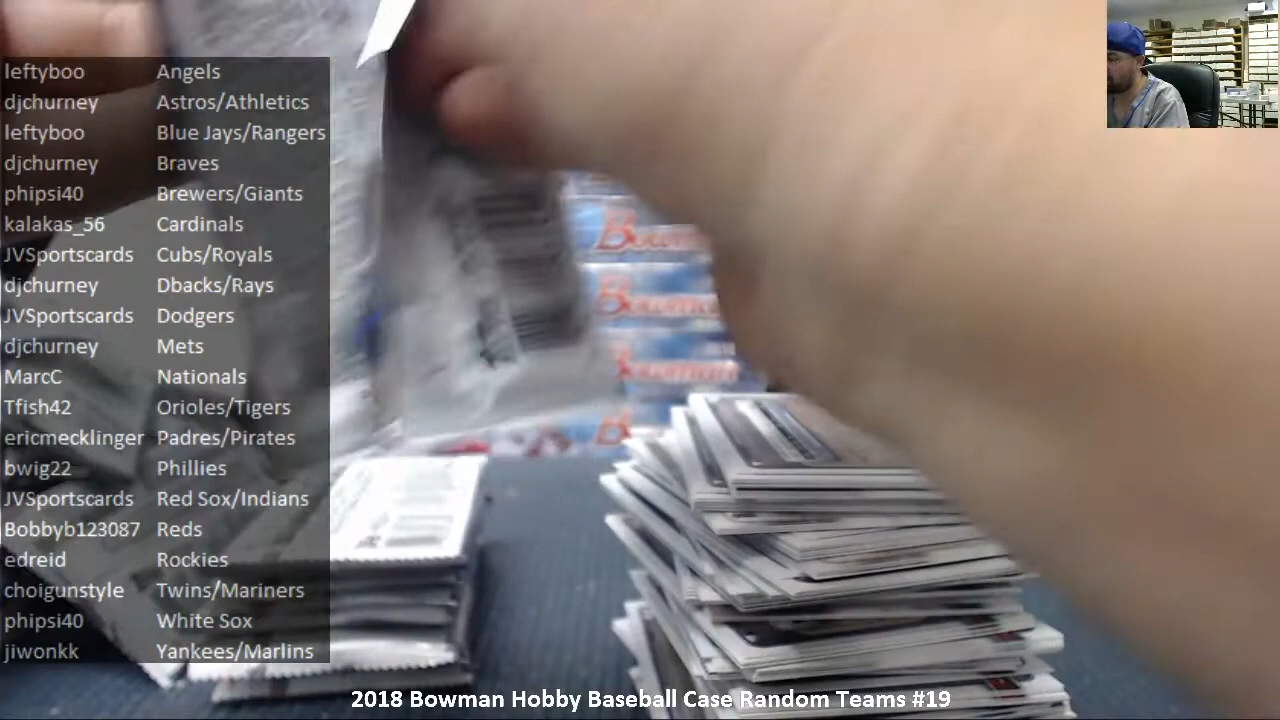 leftyboo Angels
djchurney Astros/Athletics
leftyboo Blue Jays/Rangers
djchurney Braves
phipsi40 Brewers/Giants
kalakas_56 Cardinals
JVSportscards Cubs/Royals
djchurney Dbacks/Rays
JVSportscards Dodgers
djchurney Mets
MarcC Nationals
Tfish42 Orioles/Tigers
ericmecklinger Padres/Pirates
bwig22 Phillies
JVSportscards Red Sox/Indians
Bobbyb123087 Reds
edreid Rockies
choigunstyle Twins/Mariners
phipsi40 White Sox
jiwonkk Yankees/Marlins
Bowman
Bowman
Bowman
2018 Bowman Hobby Baseball Case Random Teams #19